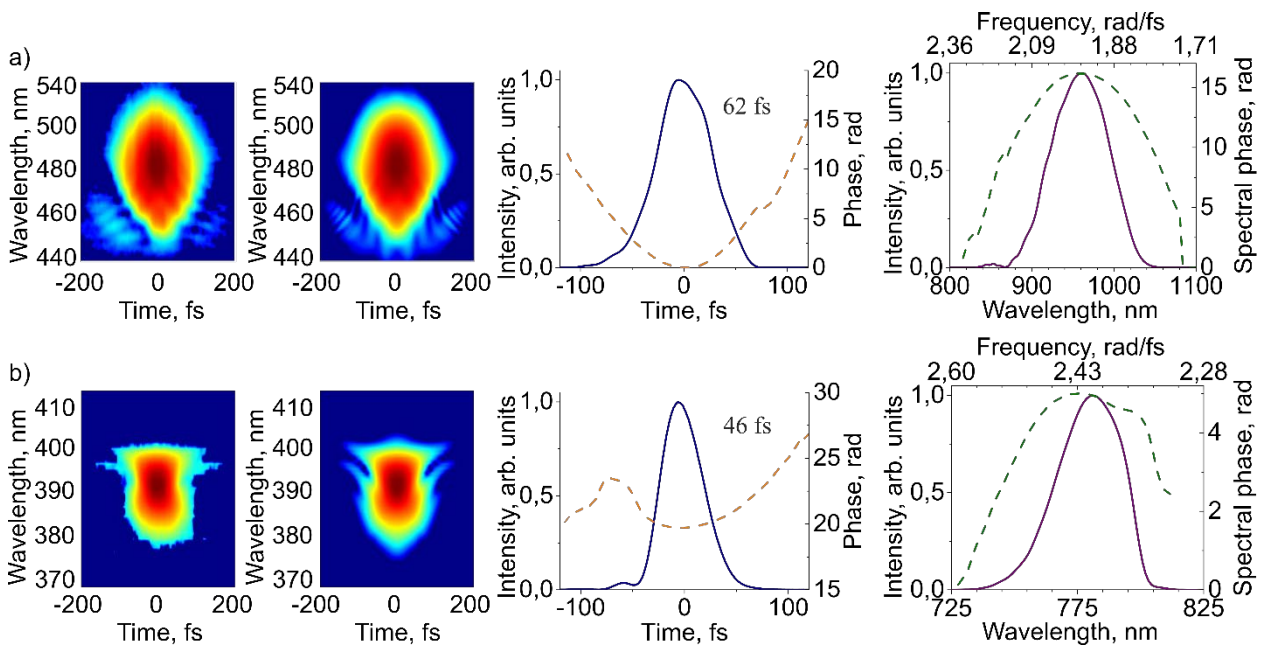 a)
Wavelength, nm
540
500
480
460
440
-200 0 200
Time, fs
Wavelength, nm
540
500
480
460
440
-200 0 200
Time, fs
Intensity, arb. units
1,0
0,5
0,0
62 fs
20
15
10
5
0
Phase, rad
-100 0 100
Time, fs
Frequency, rad/fs
2,36 2,09 1,88 1,71
Intensity, arb. units
1,0
0,5
0,0
15
10
5
0
Spectral phase, rad
800 900 1000 1100
Wavelength, nm
b)
Wavelength, nm
410
400
390
380
370
-200 0 200
Time, fs
Wavelength, nm
410
400
390
380
370
-200 0 200
Time, fs
Intensity, arb. units
1,0
0,5
0,0
46 fs
30
25
20
15
Phase, rad
-100 0 100
Time, fs
Frequency, rad/fs
2,60 2,43 2,28
Intensity, arb. units
1,0
0,5
0,0
4
2
0
Spectral phase, rad
725 775 825
Wavelength, nm